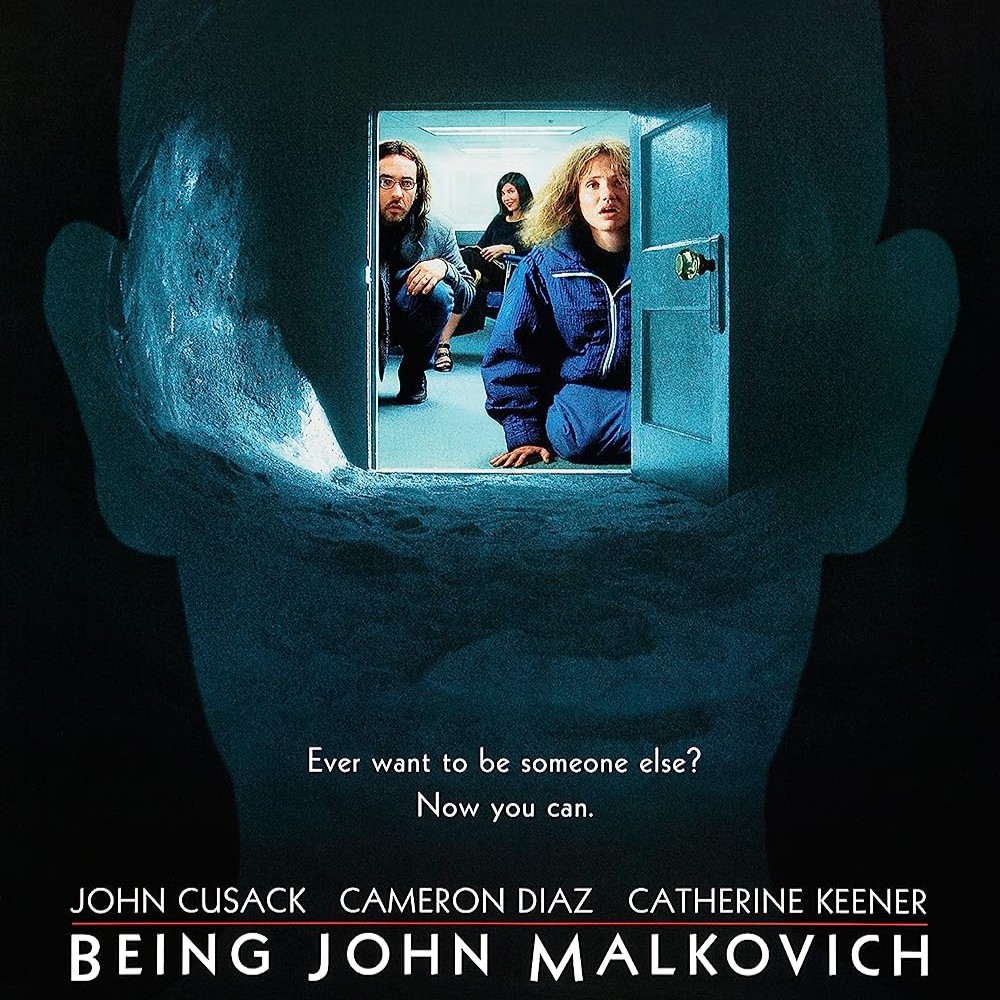 Ever want to be someone else?
Now you can.
JOHN CUSACK CAMERON DIAZ CATHERINE KEENER
BEING JOHN MALKOVICH